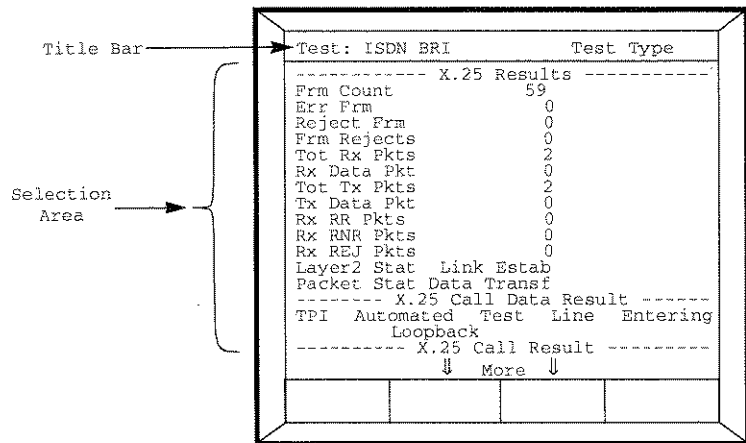 Title Bar
Test: ISDN BRI Test Type
------------ X.25 Results -----------
Frm Count 59
Err Frm 0
Reject Frm 0
Frm Rejects 0
Tot Rx Pkts 2
Rx Data Pkt 0
Tot Tx Pkts 2
Tx Data Pkt 0
Rx RR Pkts 0
Rx RNR Pkts 0
Rx REJ Pkts 0
Layer2 Stat Link Estab
Packet Stat Data Transf
-------- X.25 Call Data Result ------
TPI Automated Test Line Entering
Loopback
---------- X.25 Call Result ---------
⇓ More ⇓
Selection
Area